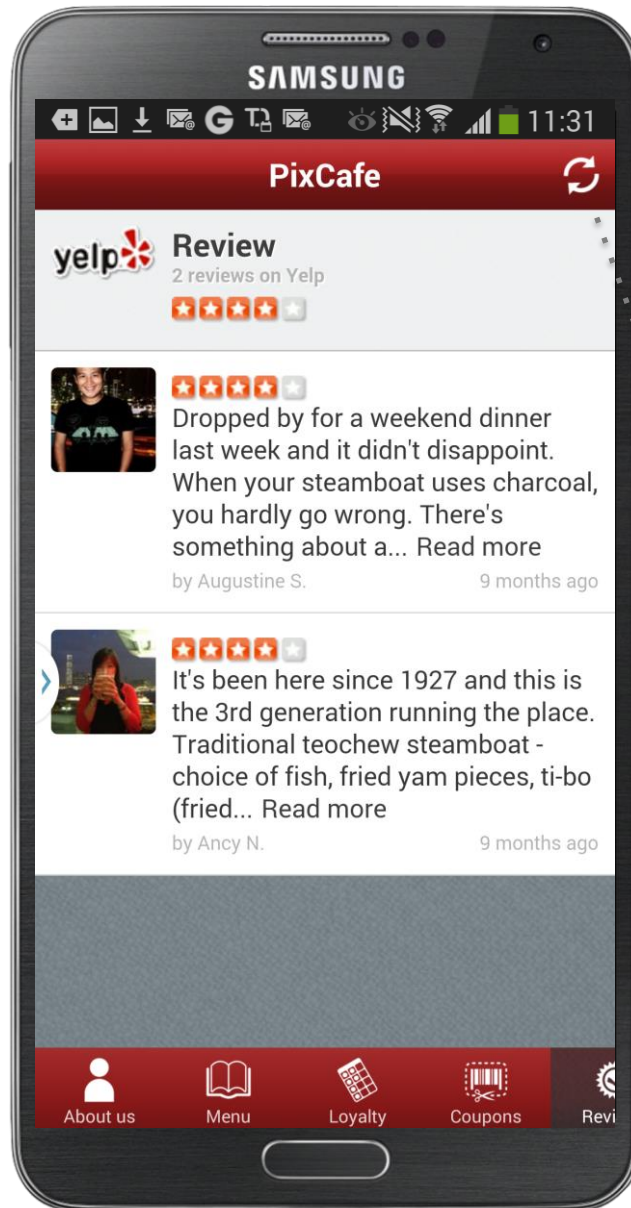 SAMSUNG
11:31
PixCafe
yelp
Review
2 reviews on Yelp
Dropped by for a weekend dinner
last week and it didn't disappoint.
When your steamboat uses charcoal,
you hardly go wrong. There's
something about a... Read more
by Augustine S.
9 months ago
It's been here since 1927 and this is
the 3rd generation running the place.
Traditional teochew steamboat -
choice of fish, fried yam pieces, ti-bo
(fried... Read more
by Ancy N.
9 months ago
About us
Menu
Loyalty
Coupons
Revi